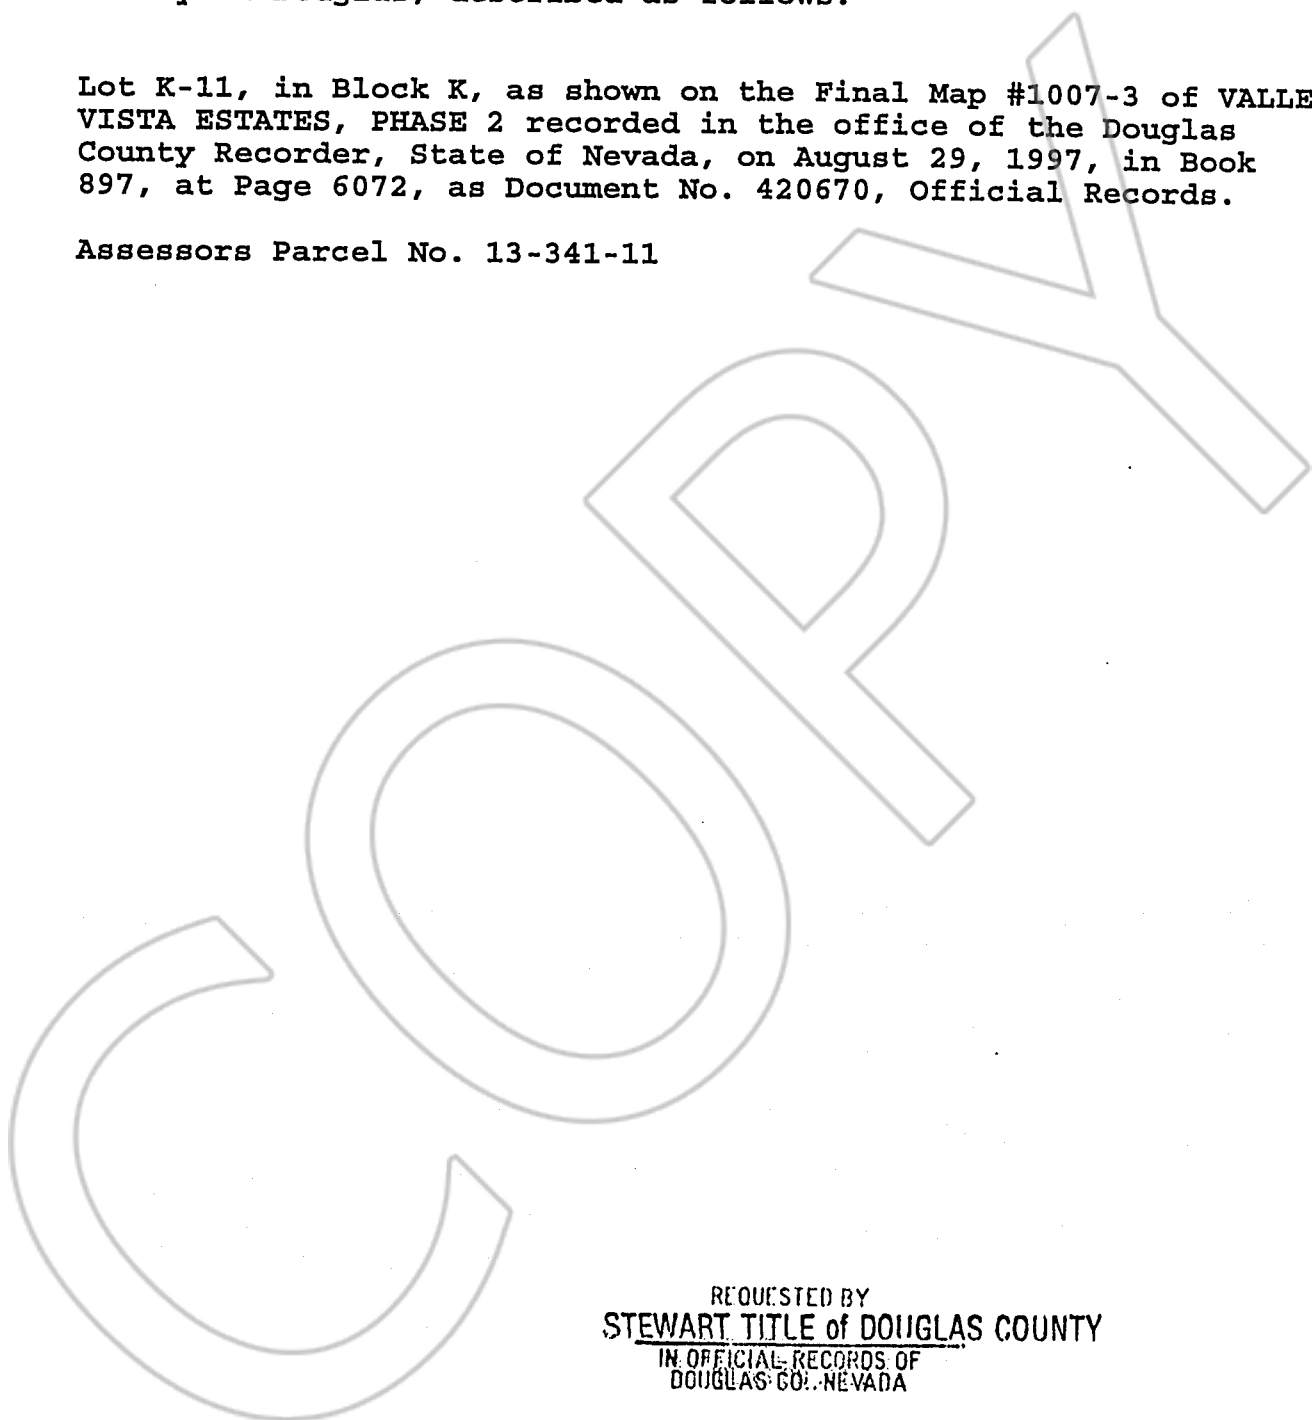 Lot K-11, in Block K, as shown on the Final Map #1007-3 of VALLE
VISTA ESTATES, PHASE 2 recorded in the office of the Douglas
County Recorder, State of Nevada, on August 29, 1997, in Book
897, at Page 6072, as Document No. 420670, Official Records.
Assessors Parcel No. 13-341-11
COPY
REQUESTED BY
STEWART TITLE of DOUGLAS COUNTY
IN OFFICIAL RECORDS OF
DOUGLAS CO., NEVADA